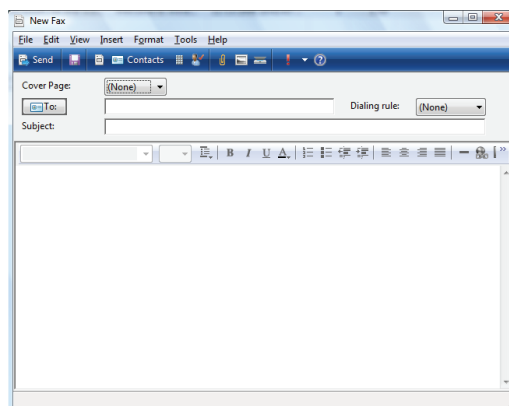 New Fax
File Edit View Insert Format Tools Help
Send Contacts
Cover Page: (None)
To: Dialing rule: (None)
Subject:
B I U A